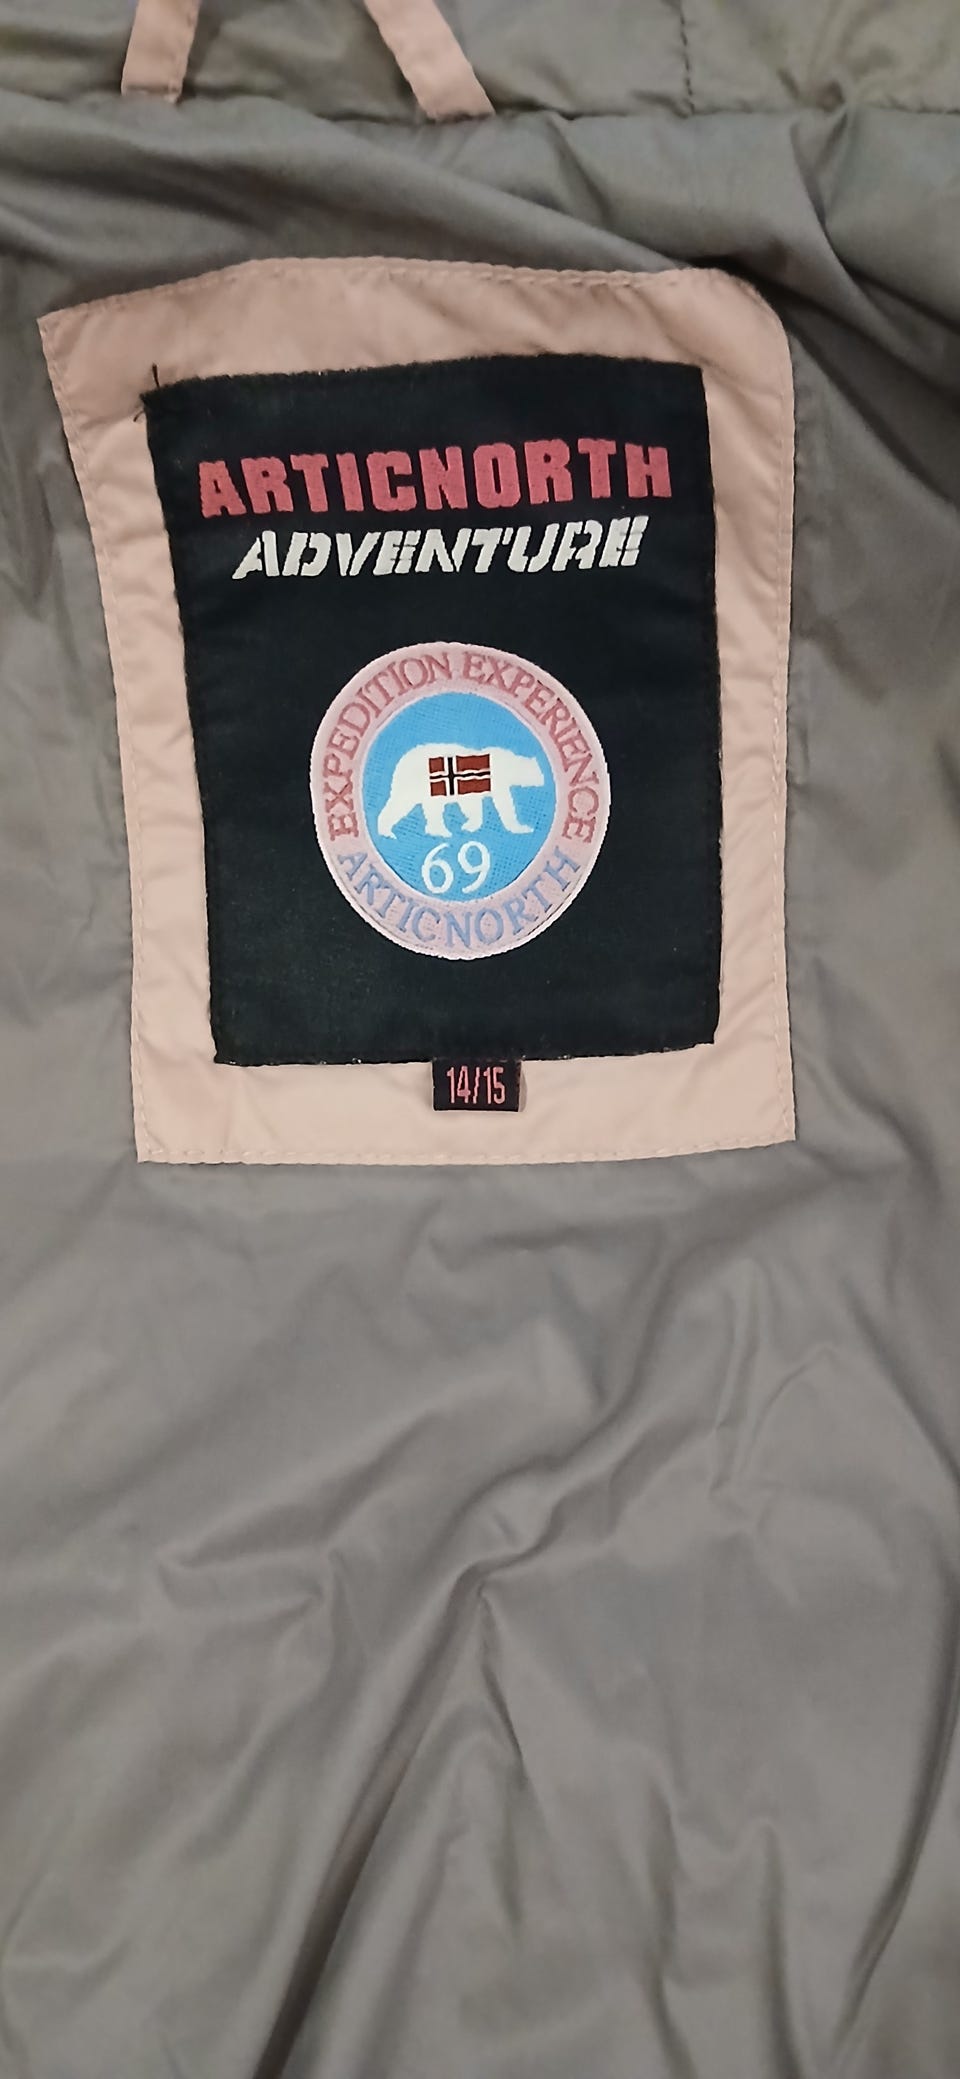 ARTICNORTH
ADVENTURE
EXPEDITION EXPERIENCE
69
ARTICNORTH
14/15